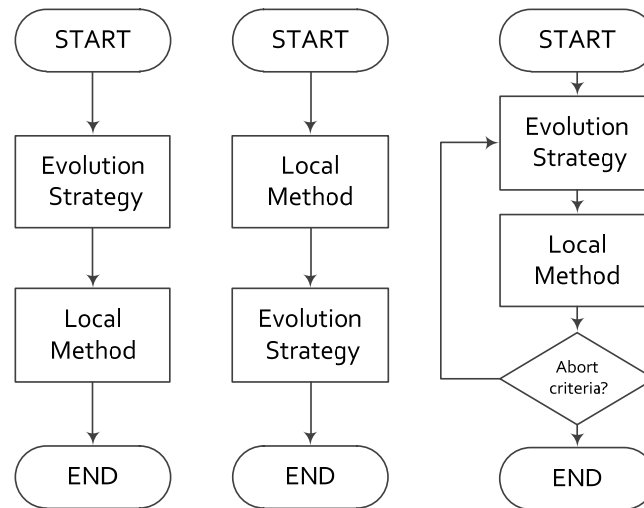 START
Evolution
Strategy
Local
Method
END
START
Local
Method
Evolution
Strategy
END
START
Evolution
Strategy
Local
Method
Abort
criteria?
END